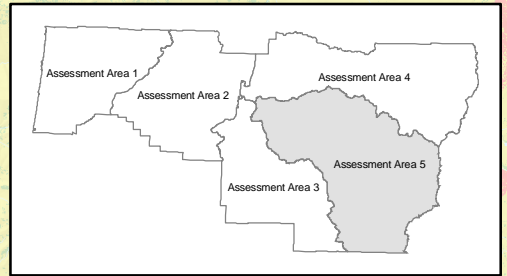 Assessment Area 1
Assessment Area 4
Assessment Area 2
Assessment Area 5
Assessment Area 3